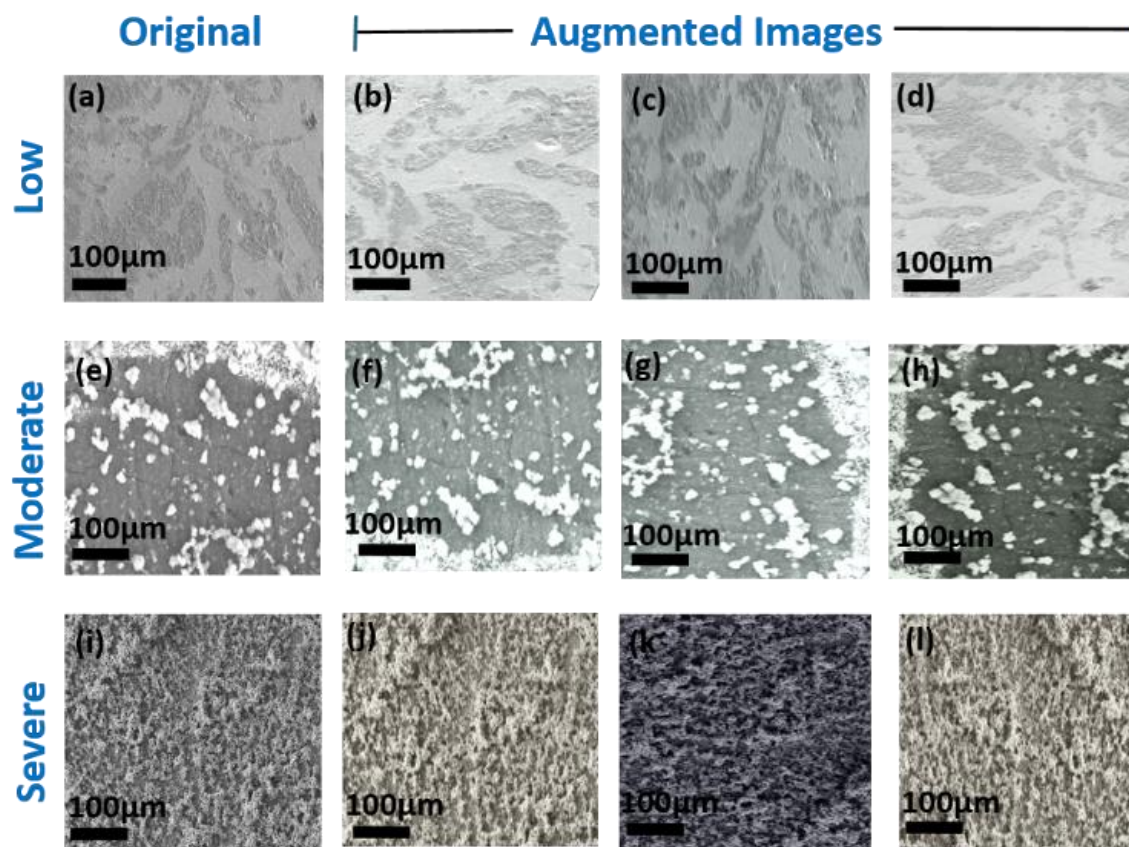 Original
Augmented Images
Low
(a)
(b)
(c)
(d)
100µm
100µm
100µm
100µm
Moderate
(e)
(f)
(g)
(h)
100µm
100µm
100µm
100µm
Severe
(i)
(j)
(k
(l)
100µm
100µm
100µm
100µm